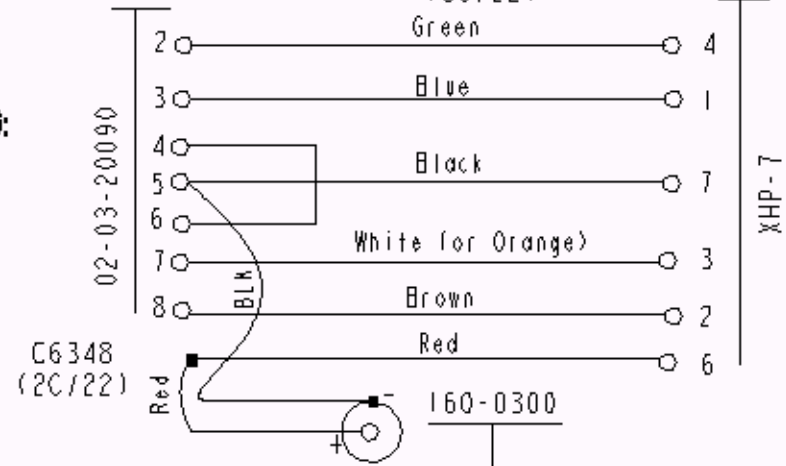 Green
2 4
Blue
3 1
4
Black
5 7
6
White (or Orange)
7 3
Brown
8 2
Red
6
02-03-20090
XHP-7
BLK
C6348
(2C/22)
Red
-
160-0300
+